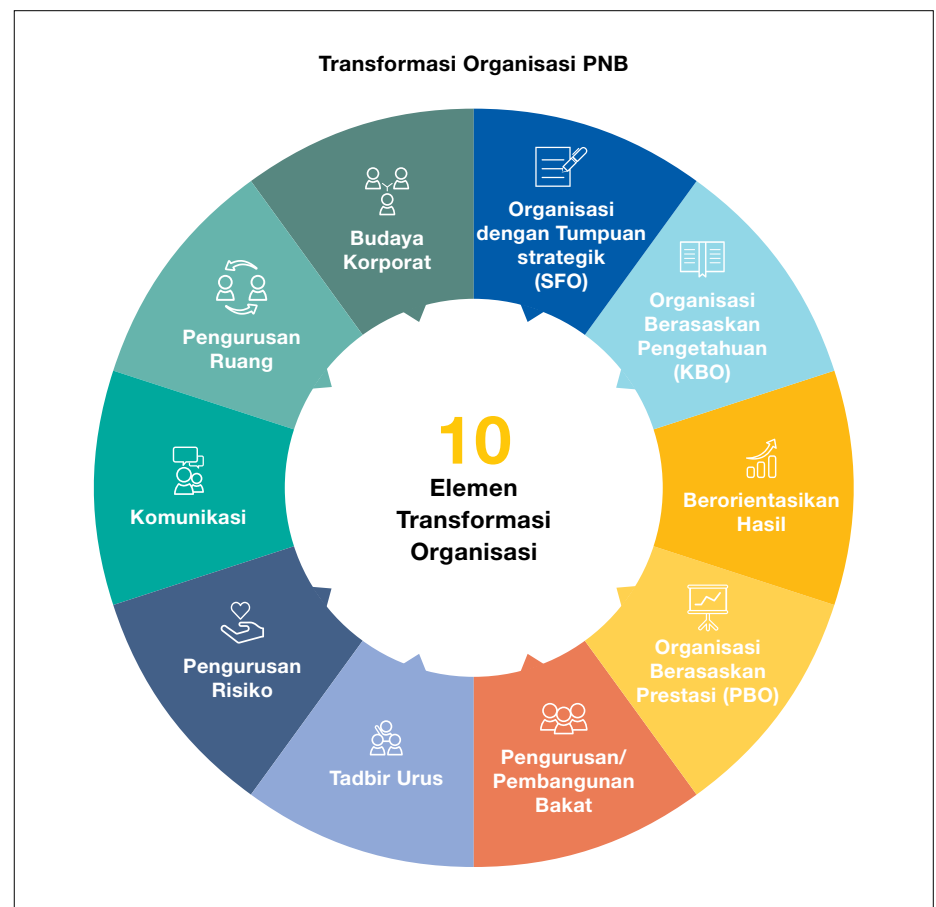 Transformasi Organisasi PNB
Organisasi
dengan Tumpuan
strategik
(SFO)
Organisasi
Berasaskan
Pengetahuan
(KBO)
Berorientasikan
Hasil
Organisasi
Berasaskan
Prestasi (PBO)
Pengurusan/
Pembangunan
Bakat
Tadbir Urus
Pengurusan
Risiko
Komunikasi
Pengurusan
Ruang
Budaya
Korporat
10
Elemen
Transformasi
Organisasi